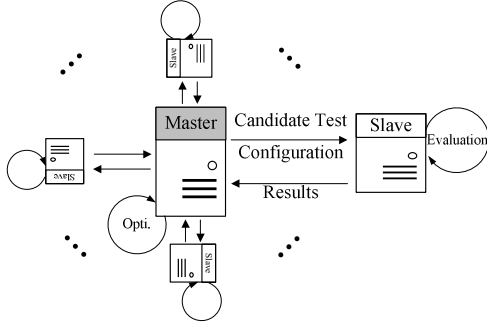 Slave
Master
Candidate Test
Configuration
Results
Slave
Evaluation
Slave
Opti.
Slave